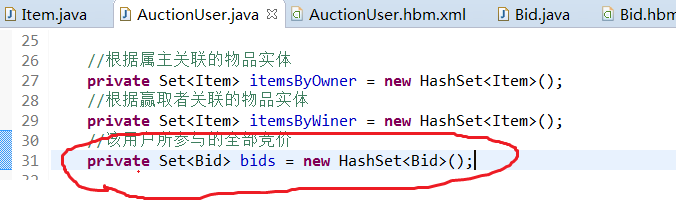 Item.java
AuctionUser.java
AuctionUser.hbm.xml
Bid.java
Bid.hbm
25
26 //根据属主关联的物品实体
27 private Set<Item> itemsByOwner = new HashSet<Item>();
28 //根据赢取者关联的物品实体
29 private Set<Item> itemsByWiner = new HashSet<Item>();
30 //该用户所参与的全部竞价
31 private Set<Bid> bids = new HashSet<Bid>();
32